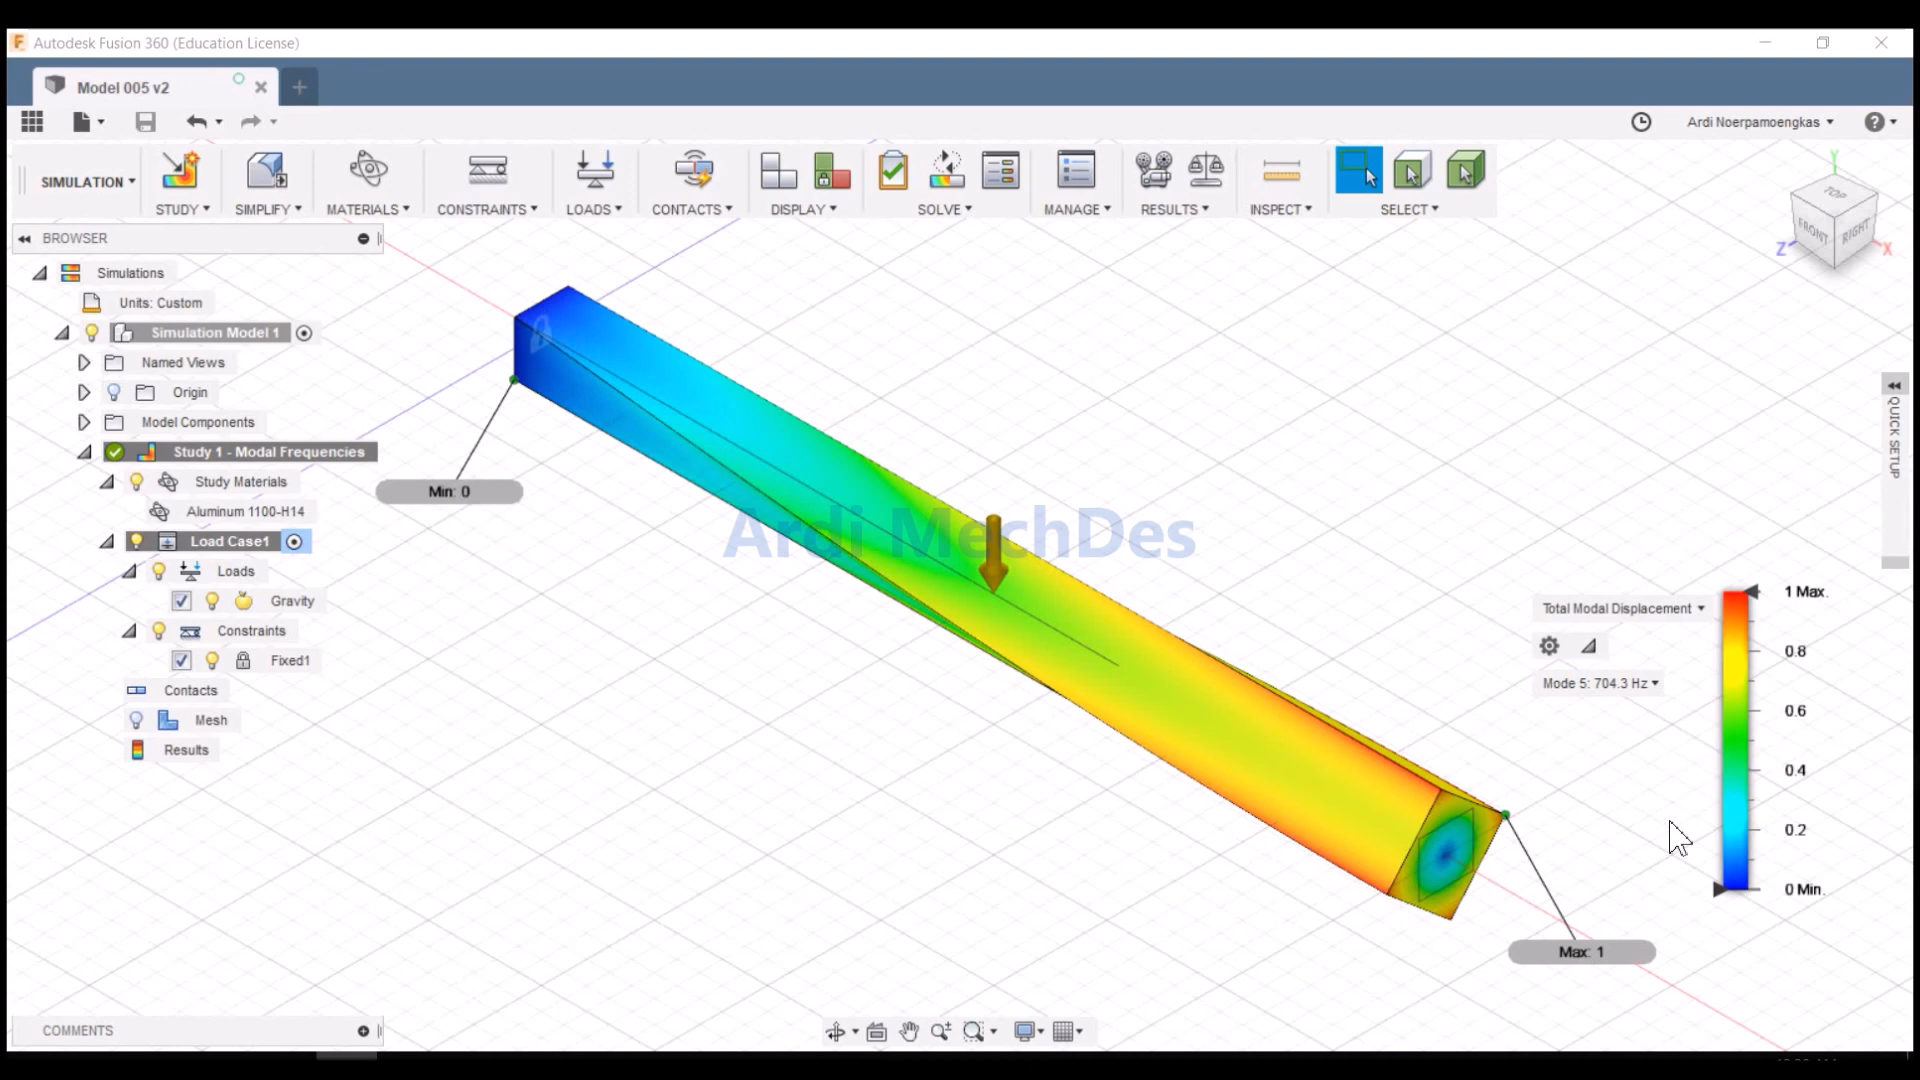 Autodesk Fusion 360 (Education License)
Model 005 v2
Ardi Noerpamoengkas
SIMULATION
STUDY
SIMPLIFY
MATERIALS
CONSTRAINTS
LOADS
CONTACTS
DISPLAY
SOLVE
MANAGE
RESULTS
INSPECT
SELECT
TOP
FRONT
RIGHT
Y
Z
X
BROWSER
Simulations
Units: Custom
Simulation Model 1
Named Views
Origin
Model Components
Study 1 - Modal Frequencies
Study Materials
Aluminum 1100-H14
Load Case1
Loads
Gravity
Constraints
Fixed1
Contacts
Mesh
Results
Min: 0
Ardi MechDes
QUICK SETUP
Total Modal Displacement
Mode 5: 704.3 Hz
1 Max.
0.8
0.6
0.4
0.2
0 Min.
Max: 1
COMMENTS